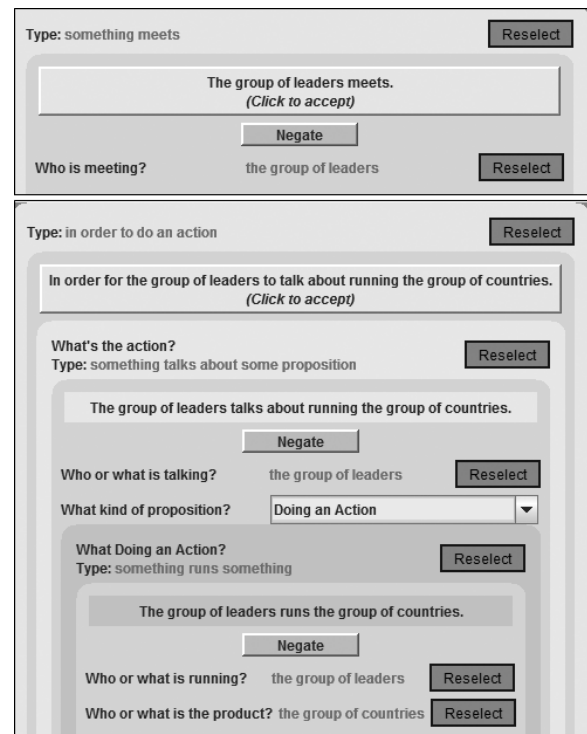 Type: something meets Reselect
The group of leaders meets.
(Click to accept)
Negate
Who is meeting? the group of leaders Reselect
Type: in order to do an action Reselect
In order for the group of leaders to talk about running the group of countries.
(Click to accept)
What's the action? Reselect
Type: something talks about some proposition
The group of leaders talks about running the group of countries.
Negate
Who or what is talking? the group of leaders Reselect
What kind of proposition? Doing an Action
What Doing an Action? Reselect
Type: something runs something
The group of leaders runs the group of countries.
Negate
Who or what is running? the group of leaders Reselect
Who or what is the product? the group of countries Reselect